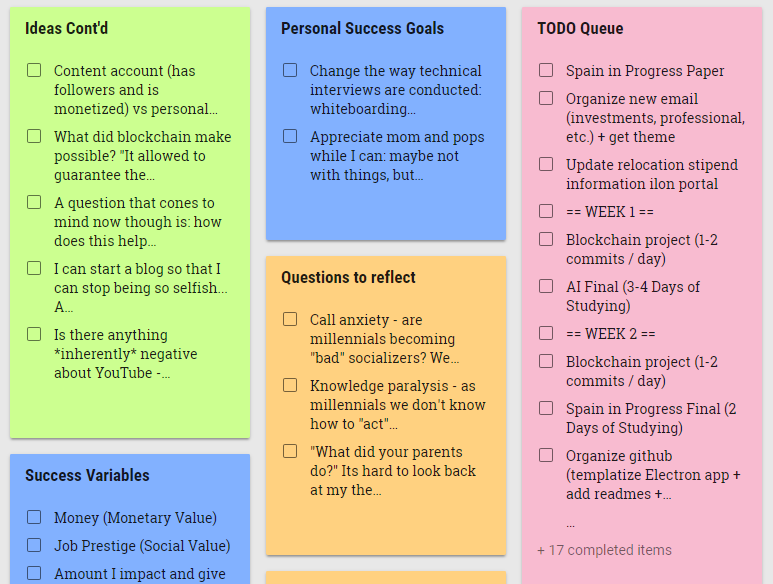 Ideas Cont'd
Content account (has
followers and is
monetized) vs personal...
What did blockchain make
possible? "It allowed to
guarantee the...
A question that cones to
mind now though is: how
does this help...
I can start a blog so that I
can stop being so selfish...
A...
Is there anything
*inherently* negative
about YouTube -...
Success Variables
Money (Monetary Value)
Job Prestige (Social Value)
Amount I impact and give
Personal Success Goals
Change the way technical
interviews are conducted:
whiteboarding...
Appreciate mom and pops
while I can: maybe not
with things, but...
Questions to reflect
Call anxiety - are
millennials becoming
"bad" socializers? We...
Knowledge paralysis - as
millennials we don't know
how to "act"...
"What did your parents
do?" Its hard to look back
at my the...
TODO Queue
Spain in Progress Paper
Organize new email
(investments, professional,
etc.) + get theme
Update relocation stipend
information ilon portal
== WEEK 1 ==
Blockchain project (1-2
commits / day)
AI Final (3-4 Days of
Studying)
== WEEK 2 ==
Blockchain project (1-2
commits / day)
Spain in Progress Final (2
Days of Studying)
Organize github
(templatize Electron app +
add readmes +...
...
+ 17 completed items